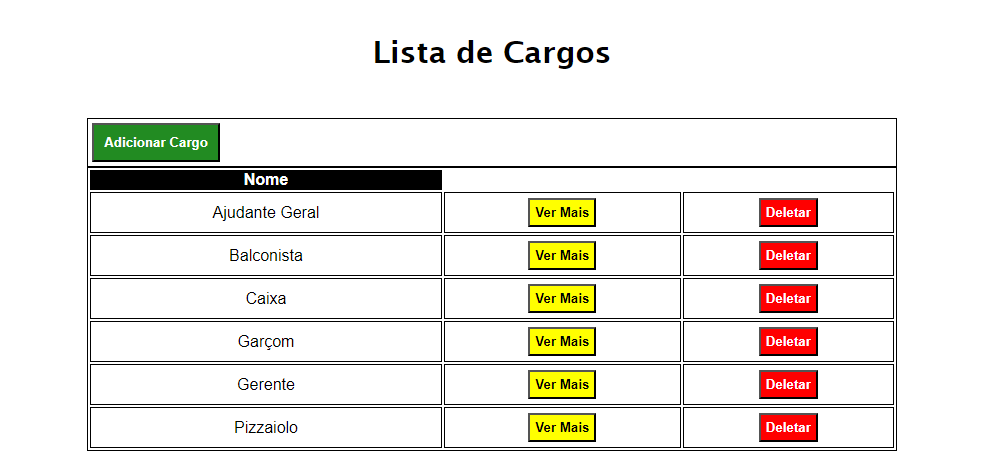 Lista de Cargos
Adicionar Cargo
Nome
Ajudante Geral Ver Mais Deletar
Balconista Ver Mais Deletar
Caixa Ver Mais Deletar
Garçom Ver Mais Deletar
Gerente Ver Mais Deletar
Pizzaiolo Ver Mais Deletar